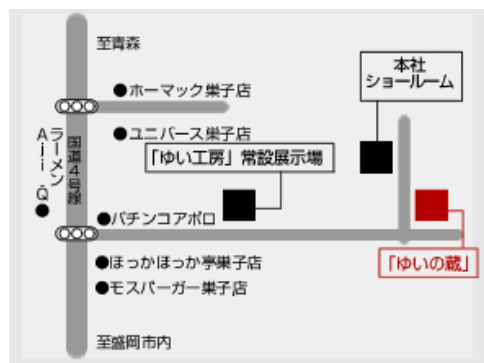 至青森
本社
ショールーム
●ホーマック巣子店
●ユニバース巣子店
「ゆい工房」常設展示場
ラーメン
Aji‐Q●
国道4号線
●パチンコアポロ
「ゆいの蔵」
●ほっかほっか亭巣子店
●モスバーガー巣子店
至盛岡市内